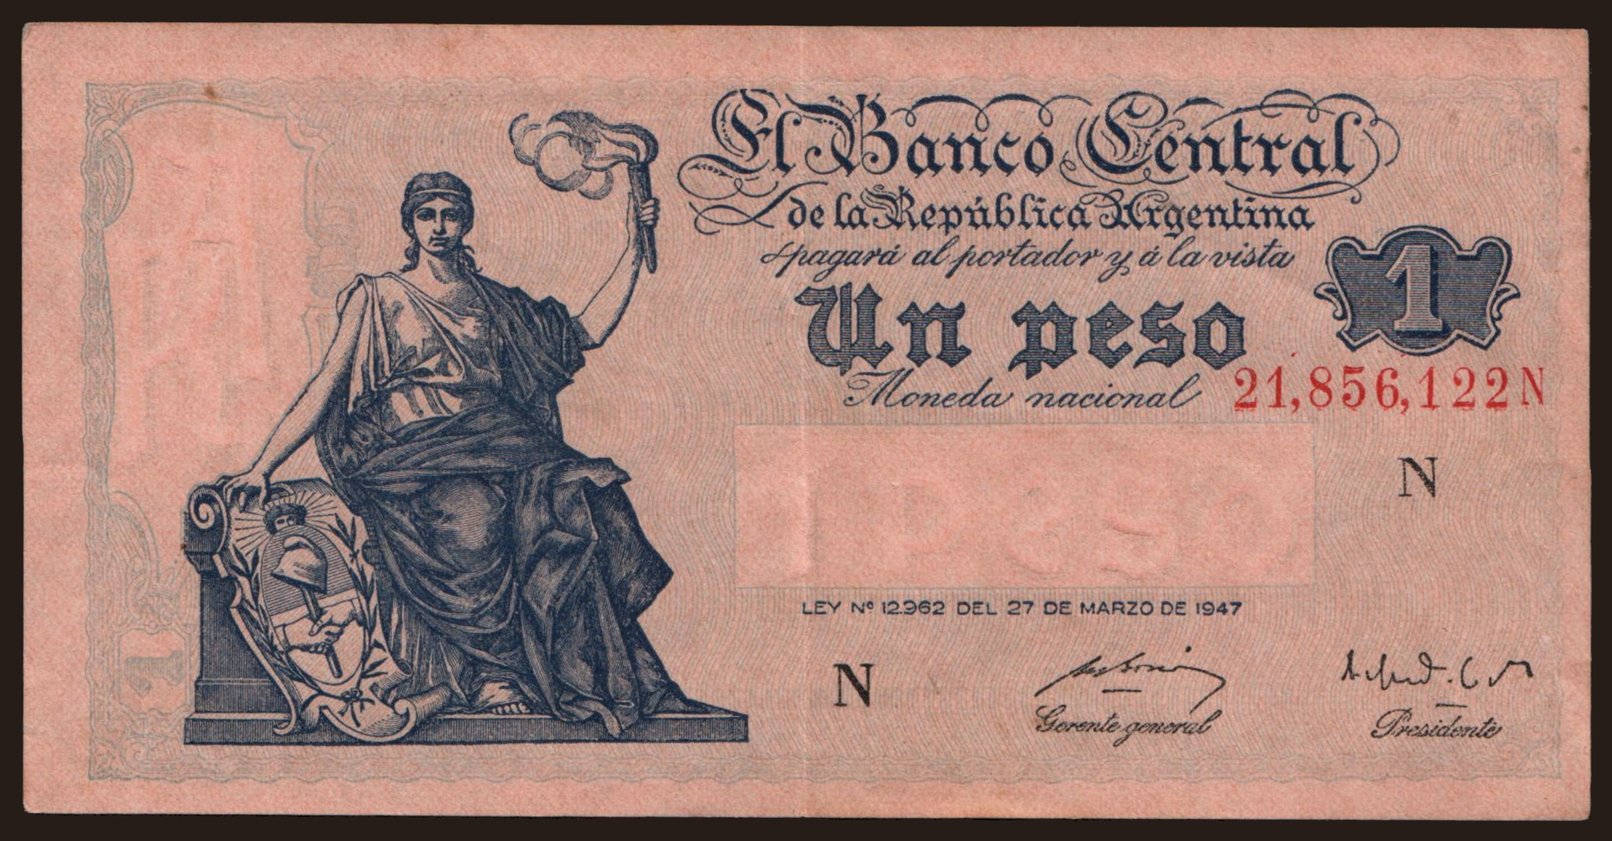 El Banco Central
de la República Argentina
pagará al portador y á la vista
Un peso
1
Moneda nacional
21,856,122N
N
LEY Nº 12.962 DEL 27 DE MARZO DE 1947
N
Gerente general
Presidente
1